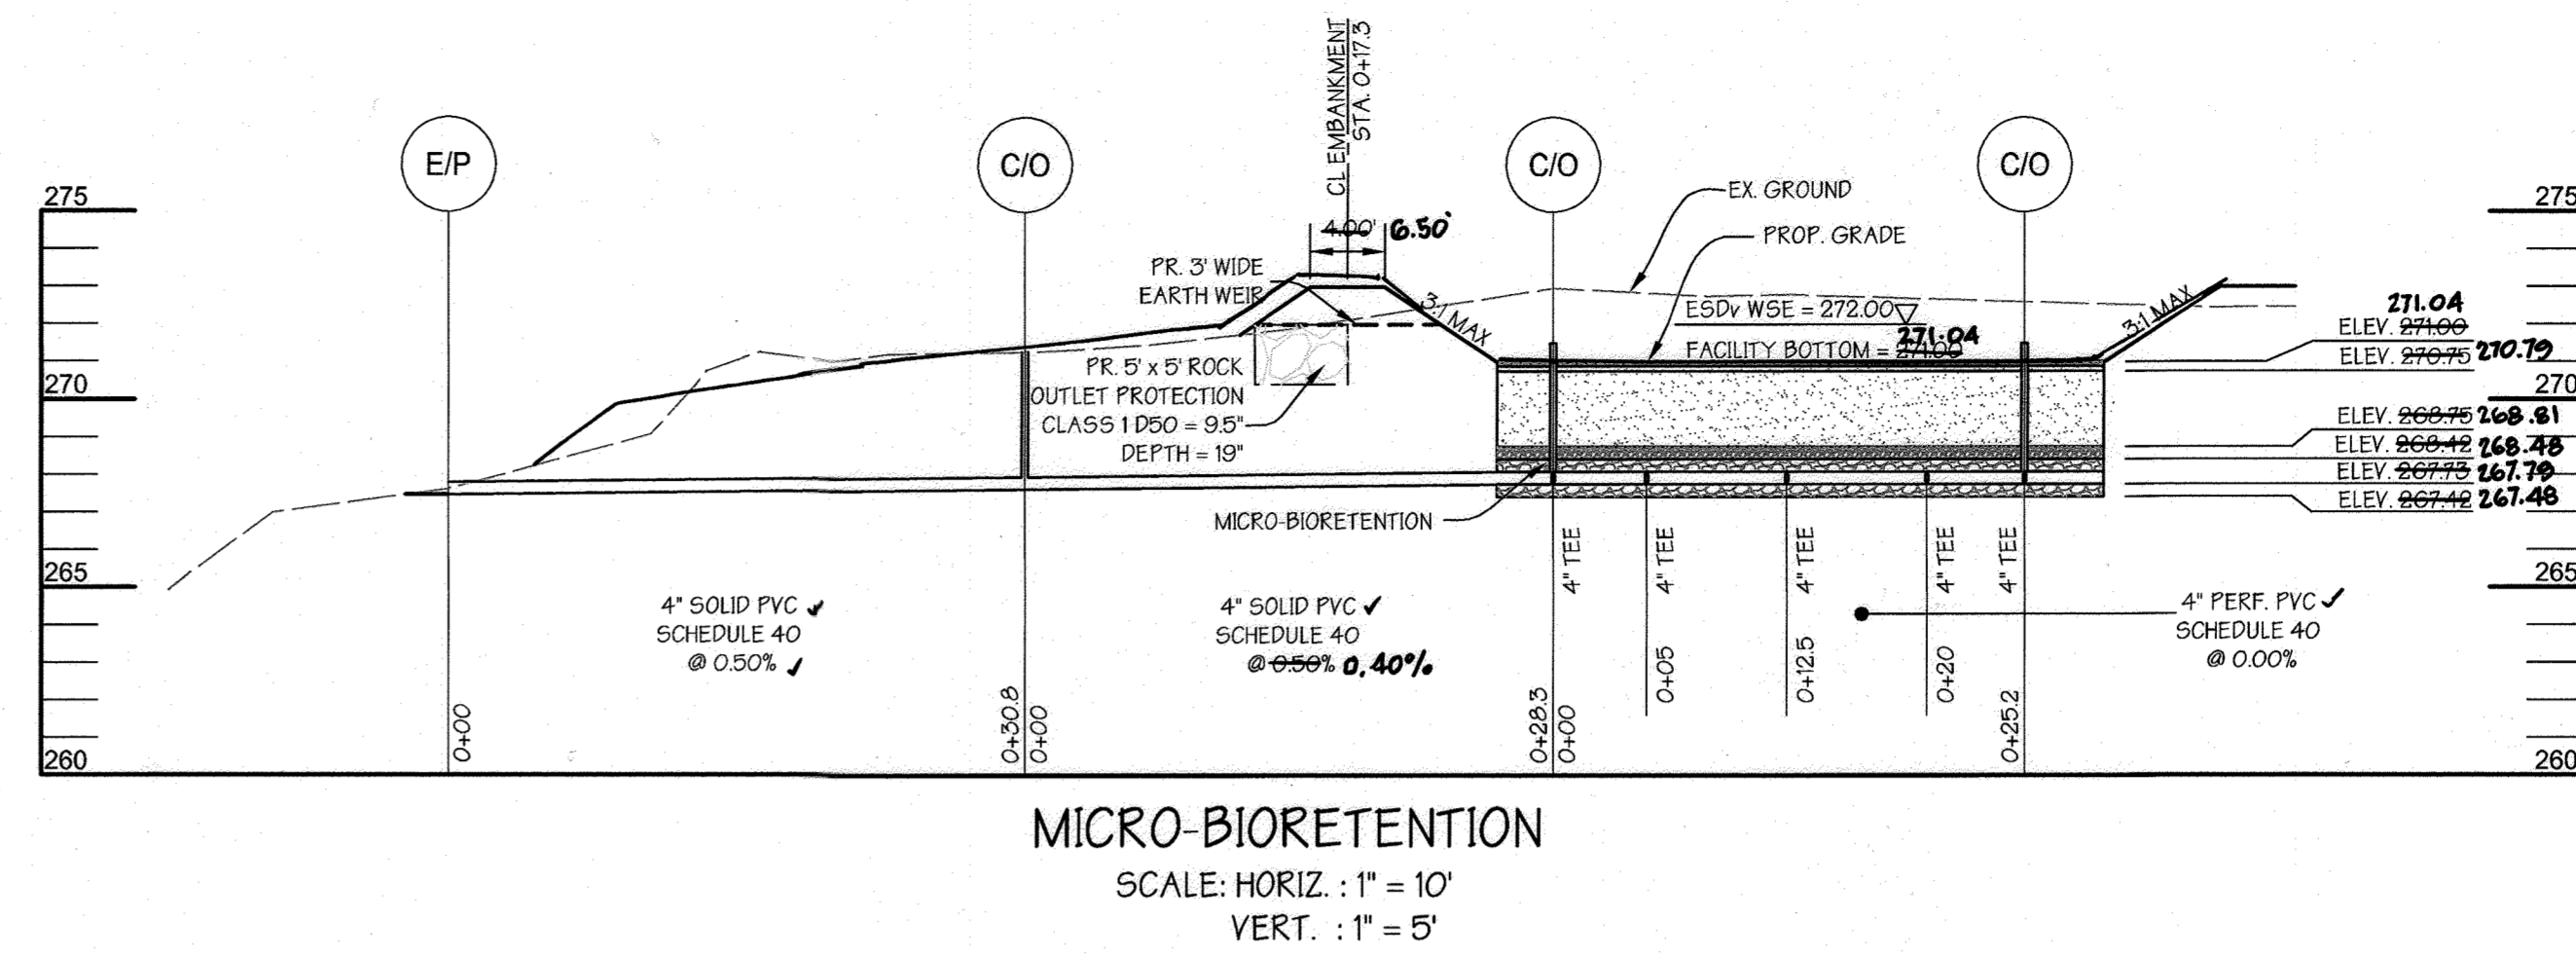 CL EMBANKMENT
STA. 0+17.3
E/P
C/O
C/O
C/O
275
275
4.00' 6.50'
EX. GROUND
PROP. GRADE
PR. 3' WIDE
EARTH WEIR
3:1 MAX
3:1 MAX
ESDv WSE = 272.00
271.04
FACILITY BOTTOM = 271.00
271.04
ELEV. 271.00
ELEV. 270.75 270.79
270
270
PR. 5' x 5' ROCK
OUTLET PROTECTION
CLASS 1 D50 = 9.5"
DEPTH = 19"
ELEV. 268.75 268.81
ELEV. 268.42 268.48
ELEV. 267.73 267.79
ELEV. 267.42 267.48
MICRO-BIORETENTION
4" TEE
4" TEE
4" TEE
4" TEE
4" TEE
265
265
4" SOLID PVC ✓
SCHEDULE 40
@ 0.50% ✓
4" SOLID PVC ✓
SCHEDULE 40
@ 0.50% 0.40%
4" PERF. PVC ✓
SCHEDULE 40
@ 0.00%
0+00
0+30.8
0+00
0+28.3
0+00
0+05
0+12.5
0+20
0+25.2
260
260
MICRO-BIORETENTION
SCALE: HORIZ. : 1" = 10'
VERT. : 1" = 5'